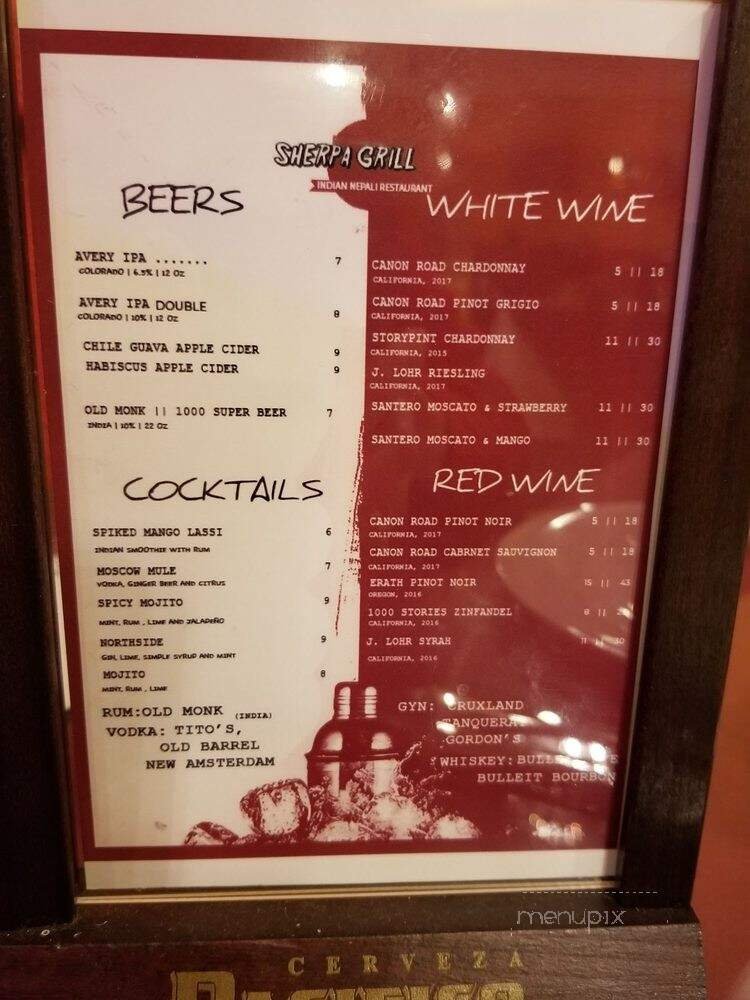 SHERPA GRILL
INDIAN NEPALI RESTAURANT
BEERS
AVERY IPA ....... 7
COLORADO | 6.5% | 12 OZ
AVERY IPA DOUBLE
COLORADO | 10% | 12 OZ 8
CHILE GUAVA APPLE CIDER 9
HABISCUS APPLE CIDER 9
OLD MONK || 1000 SUPER BEER 7
INDIA | 10% | 22 OZ
COCKTAILS
SPIKED MANGO LASSI 6
INDIAN SMOOTHIE WITH RUM
MOSCOW MULE 7
VODKA, GINGER BEER AND CITRUS
SPICY MOJITO 9
MINT, RUM , LIME AND JALAPEÑO
NORTHSIDE 9
GIN, LIME, SIMPLE SYRUP AND MINT
MOJITO 8
MINT, RUM , LIME
RUM:OLD MONK (INDIA)
VODKA: TITO'S,
OLD BARREL
NEW AMSTERDAM
WHITE WINE
CANON ROAD CHARDONNAY 5 || 18
CALIFORNIA, 2017
CANON ROAD PINOT GRIGIO 5 || 18
CALIFORNIA, 2017
STORYPINT CHARDONNAY 11 || 30
CALIFORNIA, 2015
J. LOHR RIESLING
CALIFORNIA, 2017
SANTERO MOSCATO & STRAWBERRY 11 || 30
SANTERO MOSCATO & MANGO 11 || 30
RED WINE
CANON ROAD PINOT NOIR 5 || 18
CALIFORNIA, 2017
CANON ROAD CABRNET SAUVIGNON 5 || 18
CALIFORNIA, 2017
ERATH PINOT NOIR 15 || 43
OREGON, 2016
1000 STORIES ZINFANDEL 8 ||
CALIFORNIA, 2016
J. LOHR SYRAH 11 || 30
CALIFORNIA, 2016
GYN: CRUXLAND
TANQUERAY
GORDON'S
WHISKEY:
BULLEIT BOURBON
menupix
CERVEZA
PACIFICO